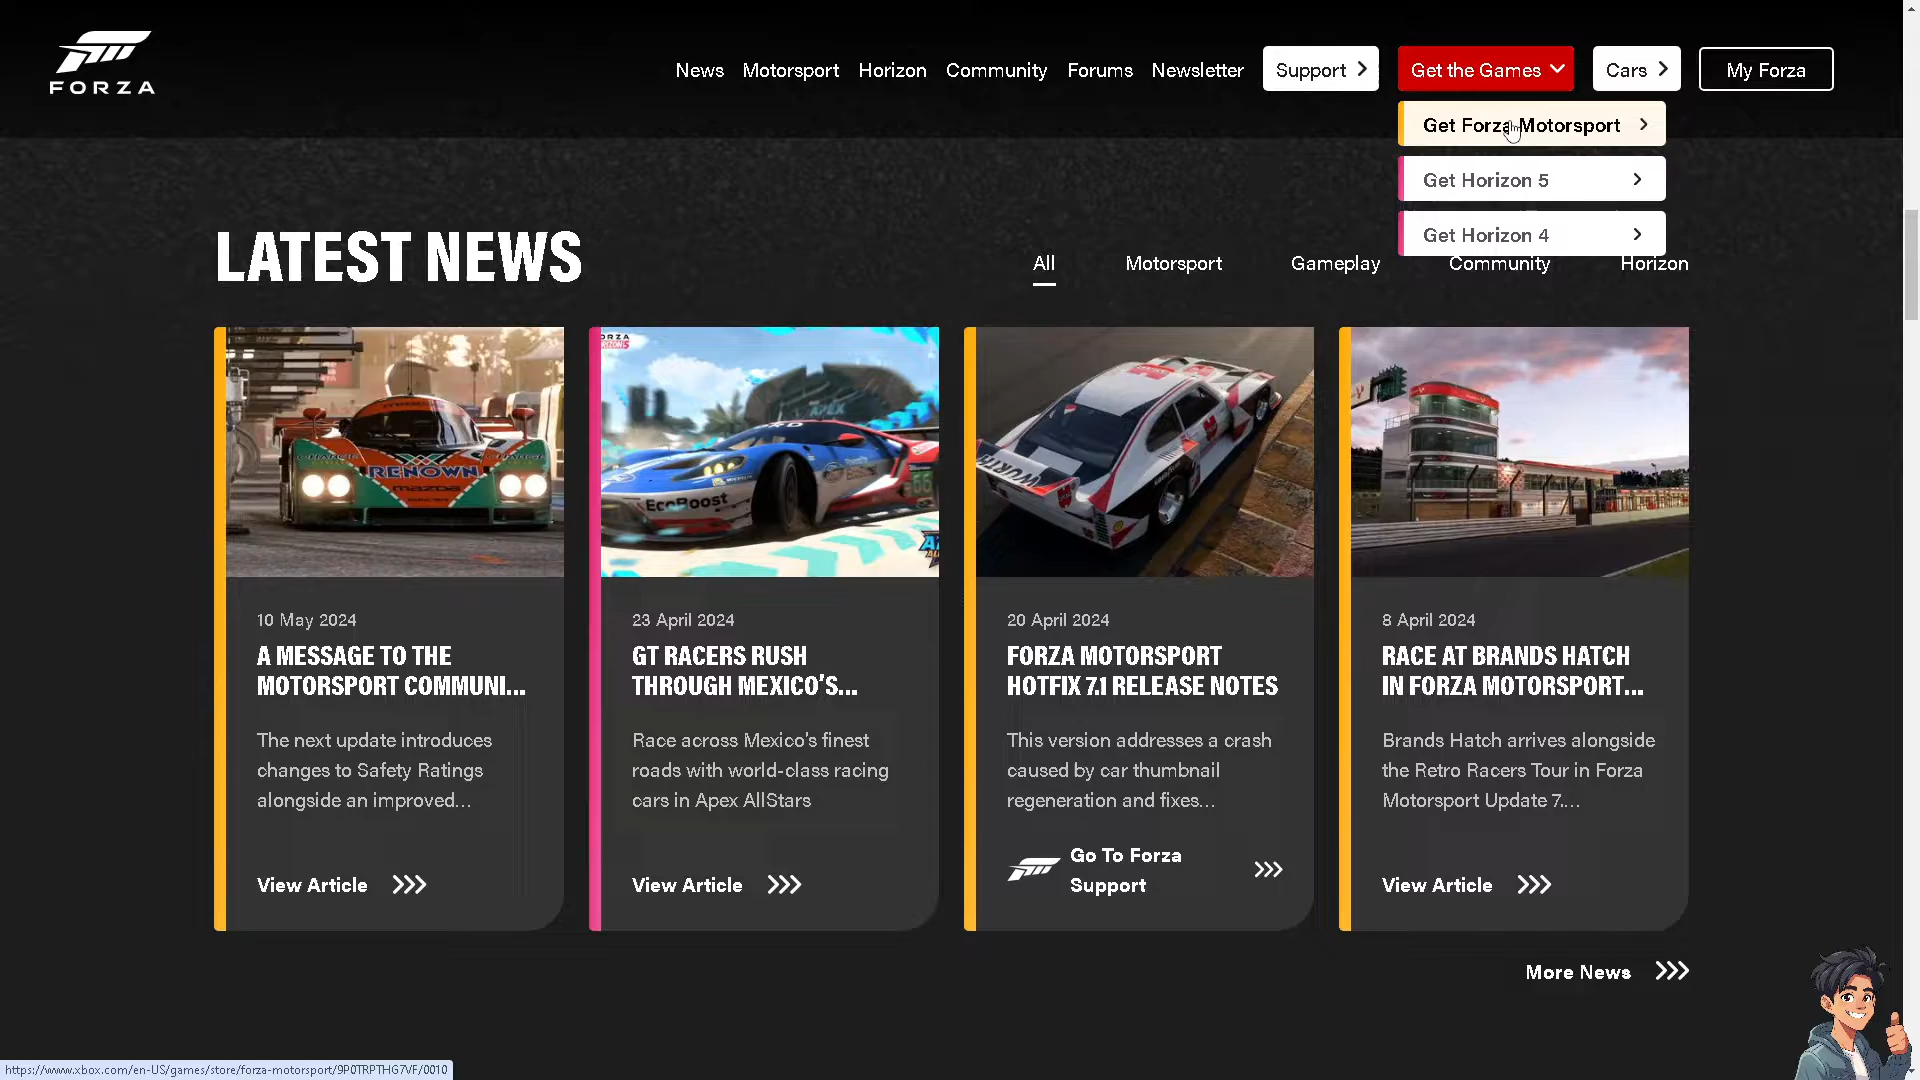 FORZA
News Motorsport Horizon Community Forums Newsletter Support Get the Games Cars My Forza
Get Forza Motorsport
Get Horizon 5
Get Horizon 4
LATEST NEWS
All Motorsport Gameplay Community Horizon
RENOWN
mazda
EcoBoost
10 May 2024
A MESSAGE TO THE
MOTORSPORT COMMUNI...
The next update introduces
changes to Safety Ratings
alongside an improved...
View Article
23 April 2024
GT RACERS RUSH
THROUGH MEXICO'S...
Race across Mexico's finest
roads with world-class racing
cars in Apex AllStars
View Article
20 April 2024
FORZA MOTORSPORT
HOTFIX 7.1 RELEASE NOTES
This version addresses a crash
caused by car thumbnail
regeneration and fixes...
Go To Forza
Support
8 April 2024
RACE AT BRANDS HATCH
IN FORZA MOTORSPORT...
Brands Hatch arrives alongside
the Retro Racers Tour in Forza
Motorsport Update 7....
View Article
More News
https://www.xbox.com/en-US/games/store/forza-motorsport/9P0TRPTHG7VF/0010